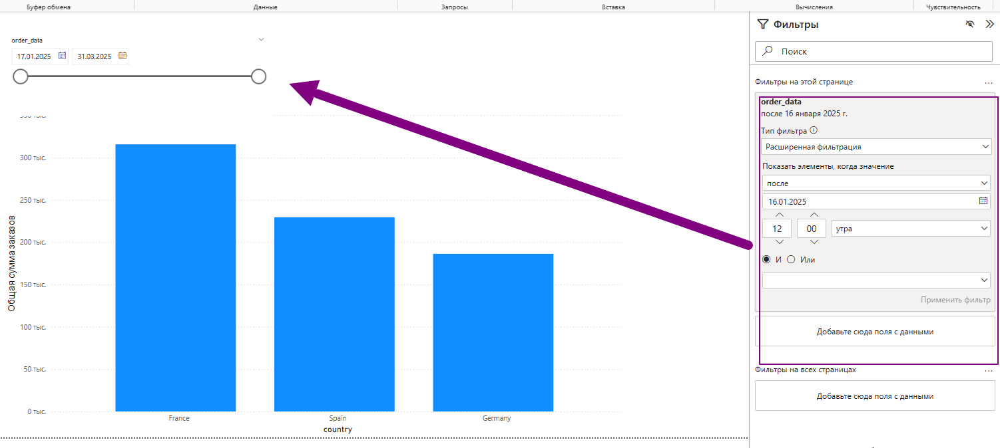 Буфер обмена
Данные
Запросы
Вставка
Вычисления
Чувствительность
order_data
17.01.2025
31.03.2025
300 тыс.
250 тыс.
200 тыс.
150 тыс.
100 тыс.
50 тыс.
0 тыс.
Общая сумма заказов
France
Spain
Germany
country
Фильтры
Поиск
Фильтры на этой странице
...
order_data
после 16 января 2025 г.
Тип фильтра
Расширенная фильтрация
Показать элементы, когда значение
после
16.01.2025
12
00
утра
И
Или
Применить фильтр
Добавьте сюда поля с данными
Фильтры на всех страницах
...
Добавьте сюда поля с данными